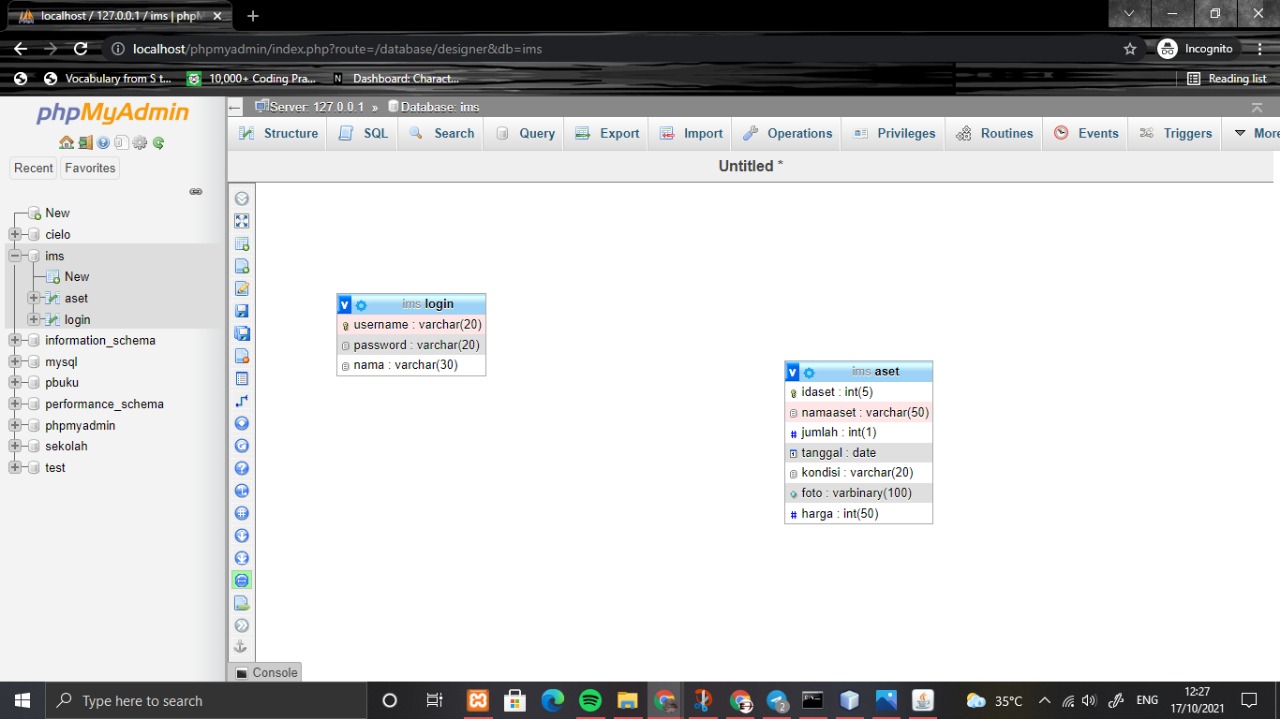 localhost / 127.0.0.1 / ims | phpM
localhost/phpmyadmin/index.php?route=/database/designer&db=ims
Incognito
Vocabulary from S t...
10,000+ Coding Pra...
N Dashboard: Charact...
Reading list
phpMyAdmin
Recent
Favorites
New
cielo
ims
New
aset
login
information_schema
mysql
pbuku
performance_schema
phpmyadmin
sekolah
test
Server: 127.0.0.1 » Database: ims
Structure
SQL
Search
Query
Export
Import
Operations
Privileges
Routines
Events
Triggers
More
Untitled *
v ims login
username : varchar(20)
password : varchar(20)
nama : varchar(30)
v ims aset
idaset : int(5)
namaaset : varchar(50)
# jumlah : int(1)
tanggal : date
kondisi : varchar(20)
foto : varbinary(100)
# harga : int(50)
Console
Type here to search
2
35°C
ENG
12:27
17/10/2021